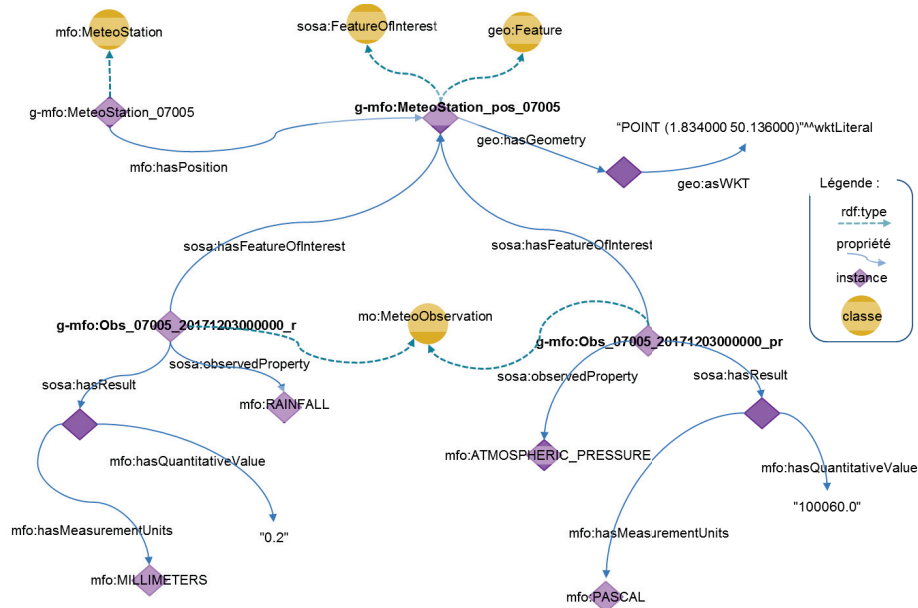 mfo:MeteoStation
sosa:FeatureOfInterest
geo:Feature
g-mfo:MeteoStation_07005
g-mfo:MeteoStation_pos_07005
"POINT (1.834000 50.136000)"^^wktLiteral
mfo:hasPosition
geo:hasGeometry
geo:asWKT
Légende :
rdf:type
propriété
instance
classe
sosa:hasFeatureOfInterest
sosa:hasFeatureOfInterest
mo:MeteoObservation
g-mfo:Obs_07005_20171203000000_r
g-mfo:Obs_07005_20171203000000_pr
sosa:observedProperty
sosa:hasResult
mfo:RAINFALL
sosa:observedProperty
sosa:hasResult
mfo:hasQuantitativeValue
mfo:ATMOSPHERIC_PRESSURE
mfo:hasQuantitativeValue
"100060.0"
mfo:hasMeasurementUnits
"0.2"
mfo:hasMeasurementUnits
mfo:MILLIMETERS
mfo:PASCAL